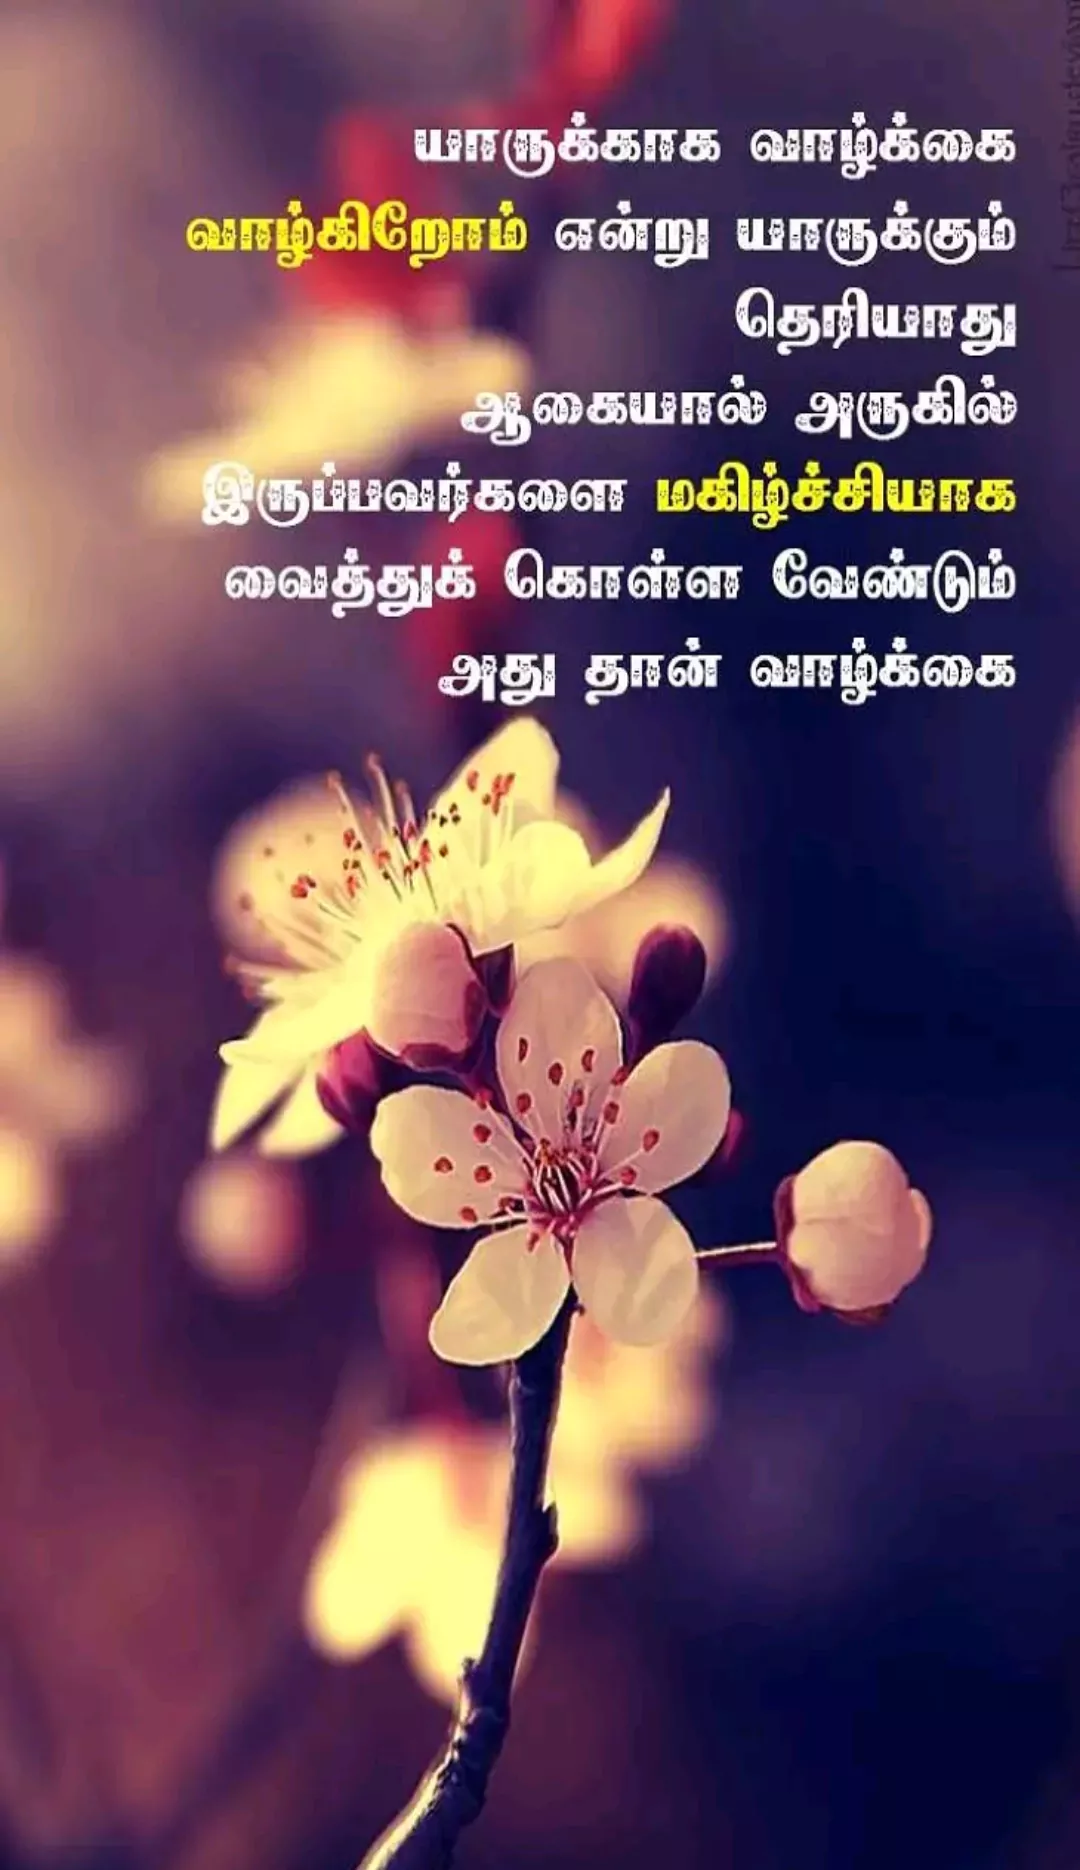 யாருக்காக வாழ்க்கை
வாழ்கிறோம் என்று யாருக்கும்
தெரியாது
ஆகையால் அருகில்
இருப்பவர்களை மகிழ்ச்சியாக
வைத்துக் கொள்ள வேண்டும்
அது தான் வாழ்க்கை